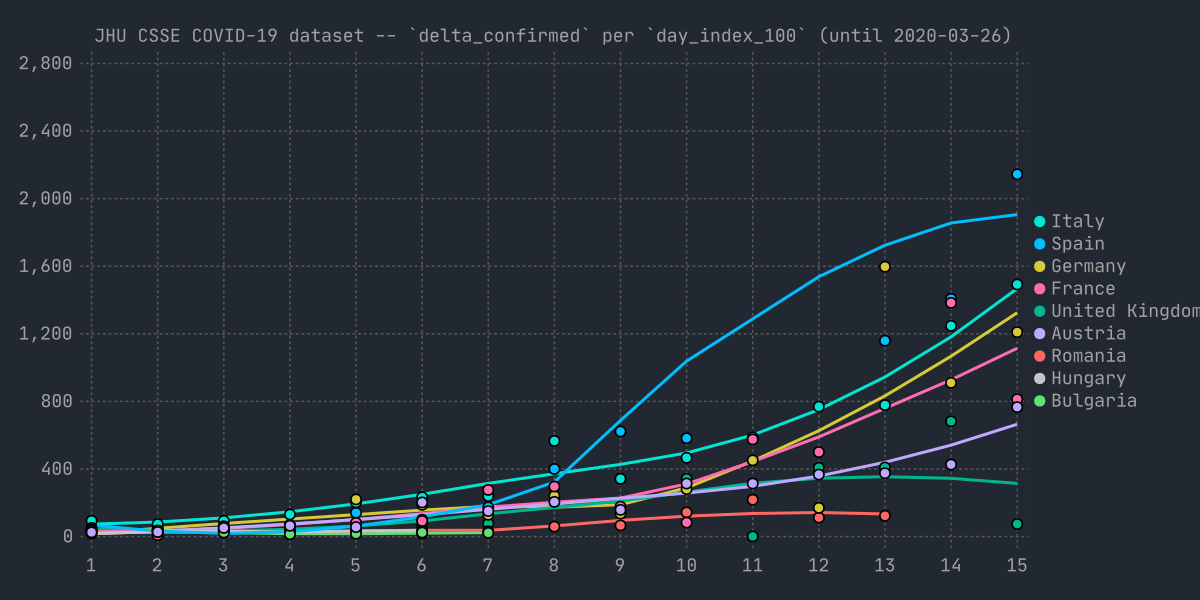 JHU CSSE COVID-19 dataset -- `delta_confirmed` per `day_index_100` (until 2020-03-26)
2,800
2,400
2,000
1,600
1,200
800
400
0
1 2 3 4 5 6 7 8 9 10 11 12 13 14 15
Italy
Spain
Germany
France
United Kingdom
Austria
Romania
Hungary
Bulgaria